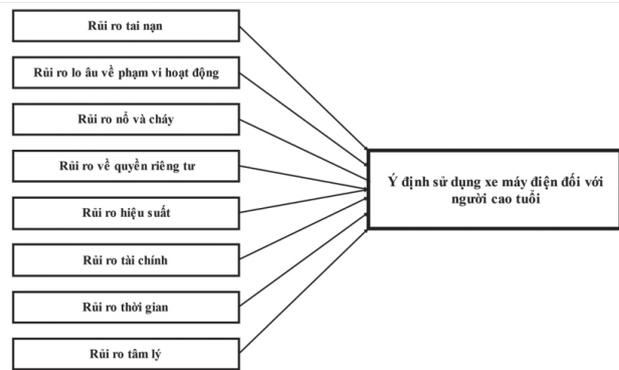 Rủi ro tai nạn
Rủi ro lo âu về phạm vi hoạt động
Rủi ro nổ và cháy
Rủi ro về quyền riêng tư
Rủi ro hiệu suất
Rủi ro tài chính
Rủi ro thời gian
Rủi ro tâm lý
Ý định sử dụng xe máy điện đối với
người cao tuổi